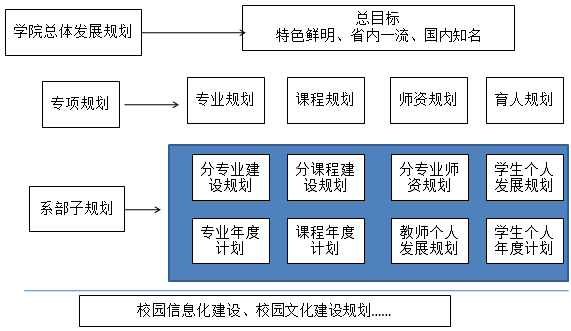 学院总体发展规划
总目标
特色鲜明、省内一流、国内知名
专项规划
专业规划
课程规划
师资规划
育人规划
系部子规划
分专业建
设规划
分课程建
设规划
分专业师
资规划
学生个人
发展规划
专业年度
计划
课程年度
计划
教师个人
发展规划
学生个人
年度计划
校园信息化建设、校园文化建设规划......